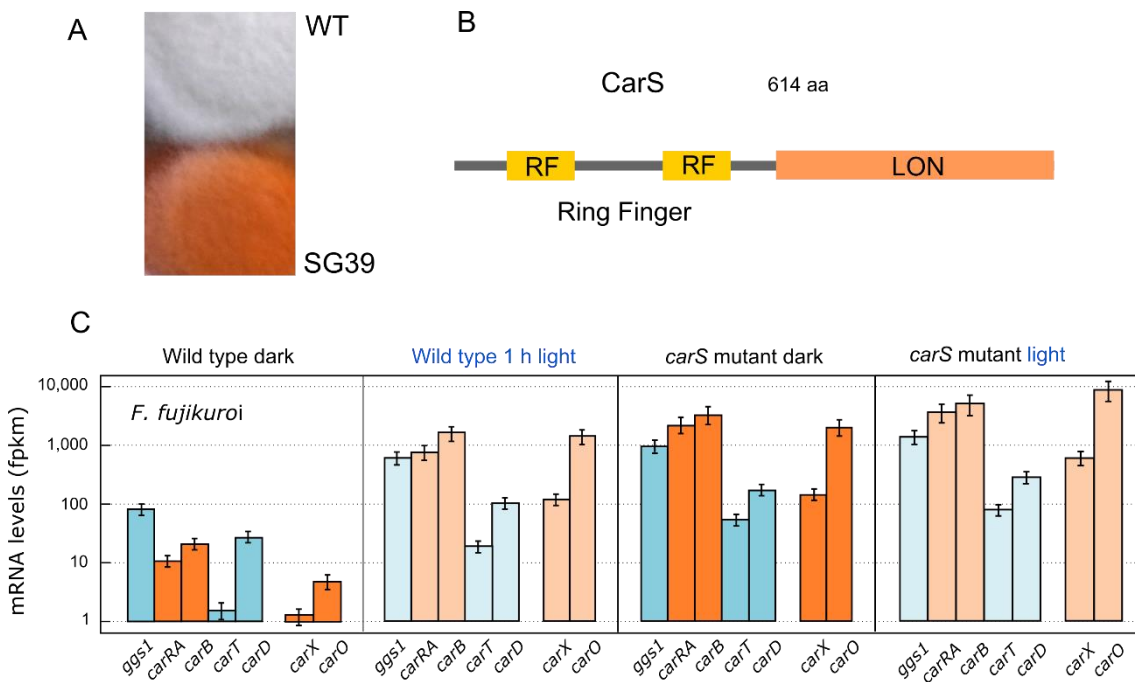 A
WT
SG39
B
CarS 614 aa
RF RF LON
Ring Finger
C
Wild type dark Wild type 1 h light carS mutant dark carS mutant light
F. fujikuroi
mRNA levels (fpkm)
10,000
1,000
100
10
1
ggs1 carRA carB carT carD carX carO ggs1 carRA carB carT carD carX carO ggs1 carRA carB carT carD carX carO ggs1 carRA carB carT carD carX carO